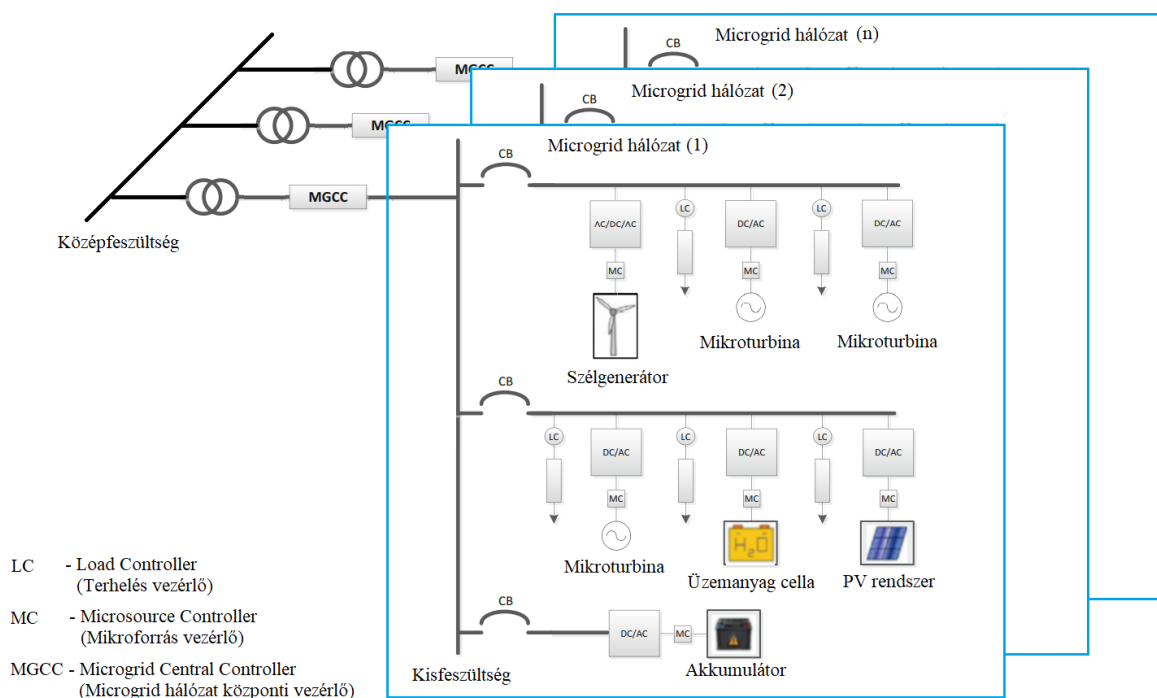 Microgrid hálózat (n)
CB
MGCC
Microgrid hálózat (2)
CB
MGCC
Microgrid hálózat (1)
CB
MGCC
Középfeszültség
AC/DC/AC
LC
DC/AC
LC
DC/AC
MC
MC
MC
Szélgenerátor
Mikroturbina
Mikroturbina
CB
LC
DC/AC
LC
DC/AC
LC
DC/AC
MC
MC
MC
H₂O
Mikroturbina
Üzemanyag cella
PV rendszer
CB
DC/AC
MC
Akkumulátor
Kisfeszültség
LC - Load Controller
(Terhelés vezérlő)
MC - Microsource Controller
(Mikroforrás vezérlő)
MGCC - Microgrid Central Controller
(Microgrid hálózat központi vezérlő)